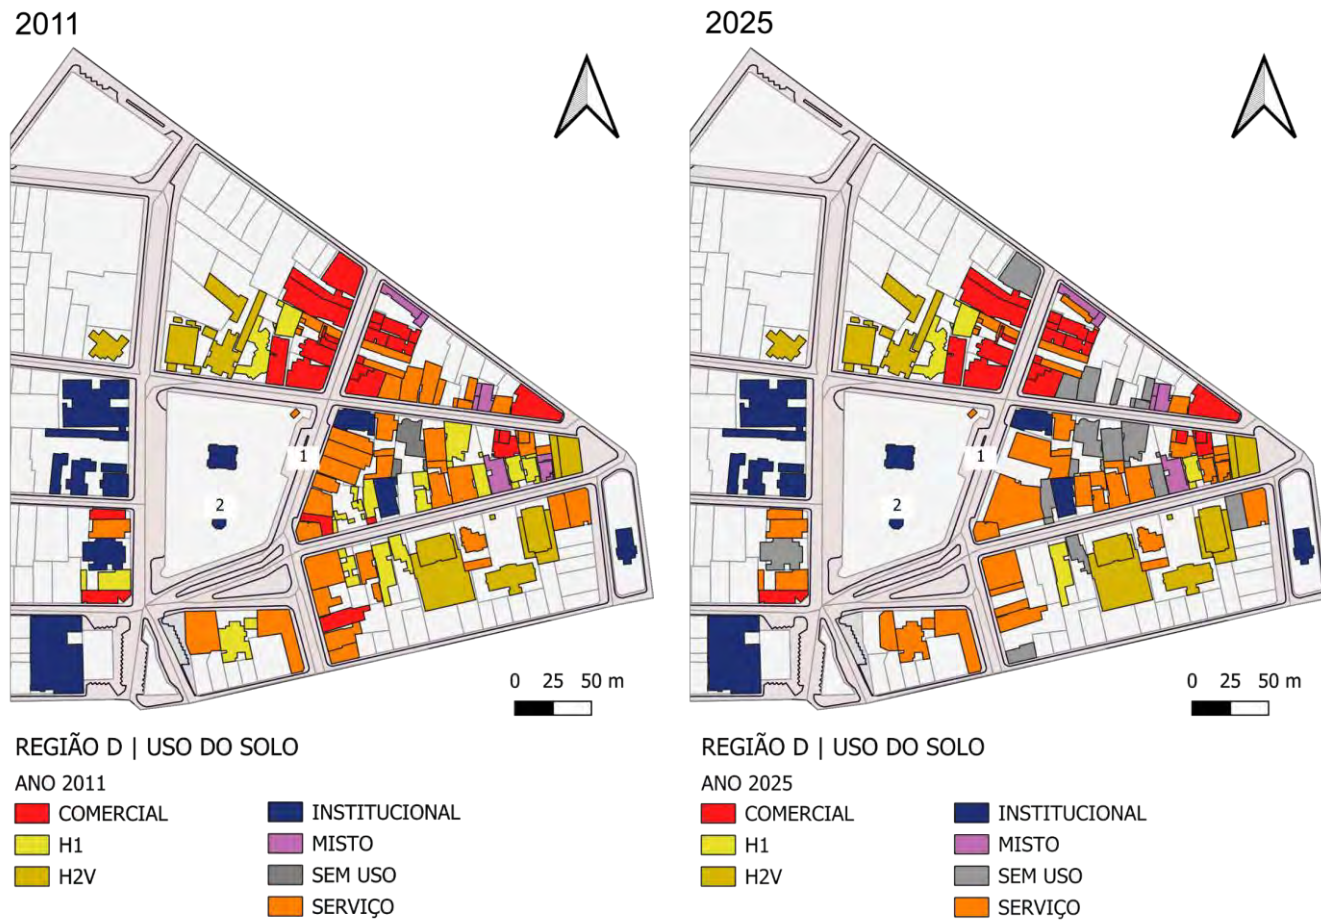 2011
1
2
0 25 50 m
REGIÃO D | USO DO SOLO
ANO 2011
COMERCIAL
H1
H2V
INSTITUCIONAL
MISTO
SEM USO
SERVIÇO
2025
1
2
0 25 50 m
REGIÃO D | USO DO SOLO
ANO 2025
COMERCIAL
H1
H2V
INSTITUCIONAL
MISTO
SEM USO
SERVIÇO